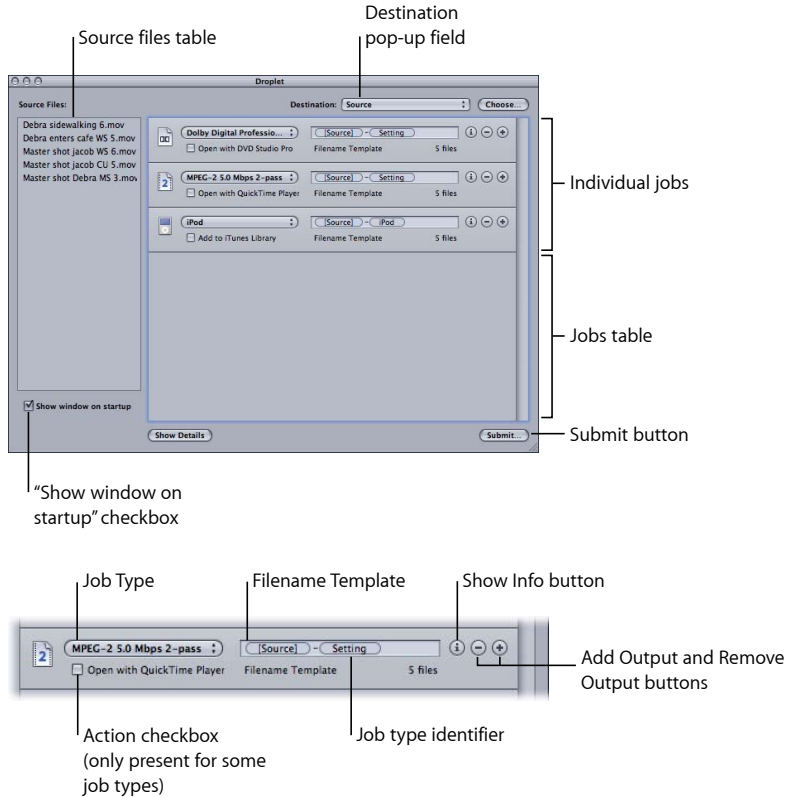 Destination
pop-up field
Source files table
Droplet
Source Files:
Destination: Source
Choose...
Debra sidewalking 6.mov
Debra enters cafe WS 5.mov
Master shot jacob WS 6.mov
Master shot jacob CU 5.mov
Master shot Debra MS 3.mov
Dolby Digital Professio...
[Source] - Setting
Open with DVD Studio Pro
Filename Template
5 files
MPEG-2 5.0 Mbps 2-pass
[Source] - Setting
Open with QuickTime Player
Filename Template
5 files
iPod
[Source] - iPod
Add to iTunes Library
Filename Template
5 files
Individual jobs
Jobs table
Show window on startup
Show Details
Submit...
Submit button
“Show window on
startup” checkbox
Job Type
Filename Template
Show Info button
MPEG-2 5.0 Mbps 2-pass
[Source] - Setting
Open with QuickTime Player
Filename Template
5 files
Add Output and Remove
Output buttons
Action checkbox
(only present for some
job types)
Job type identifier